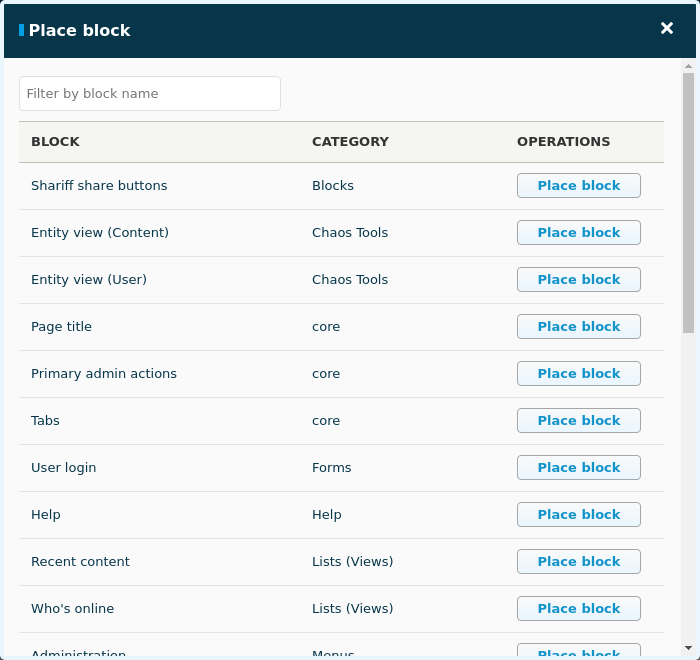 Place block
Filter by block name
BLOCK CATEGORY OPERATIONS
Shariff share buttons Blocks Place block
Entity view (Content) Chaos Tools Place block
Entity view (User) Chaos Tools Place block
Page title core Place block
Primary admin actions core Place block
Tabs core Place block
User login Forms Place block
Help Help Place block
Recent content Lists (Views) Place block
Who's online Lists (Views) Place block
Administration Menus Place block